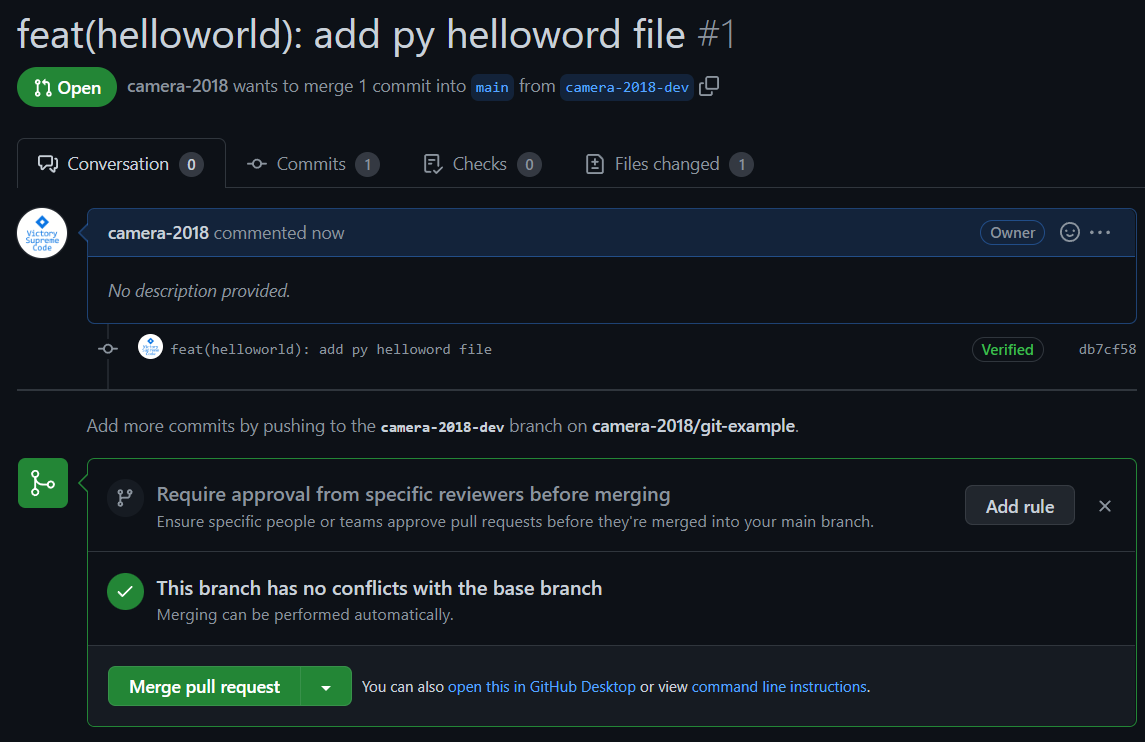 feat(helloworld): add py helloword file #1
Open camera-2018 wants to merge 1 commit into main from camera-2018-dev
Conversation 0 Commits 1 Checks 0 Files changed 1
Victory
Supreme
Code
camera-2018 commented now Owner
No description provided.
feat(helloworld): add py helloword file Verified db7cf58
Add more commits by pushing to the camera-2018-dev branch on camera-2018/git-example.
Require approval from specific reviewers before merging
Ensure specific people or teams approve pull requests before they're merged into your main branch.
Add rule
This branch has no conflicts with the base branch
Merging can be performed automatically.
Merge pull request You can also open this in GitHub Desktop or view command line instructions.